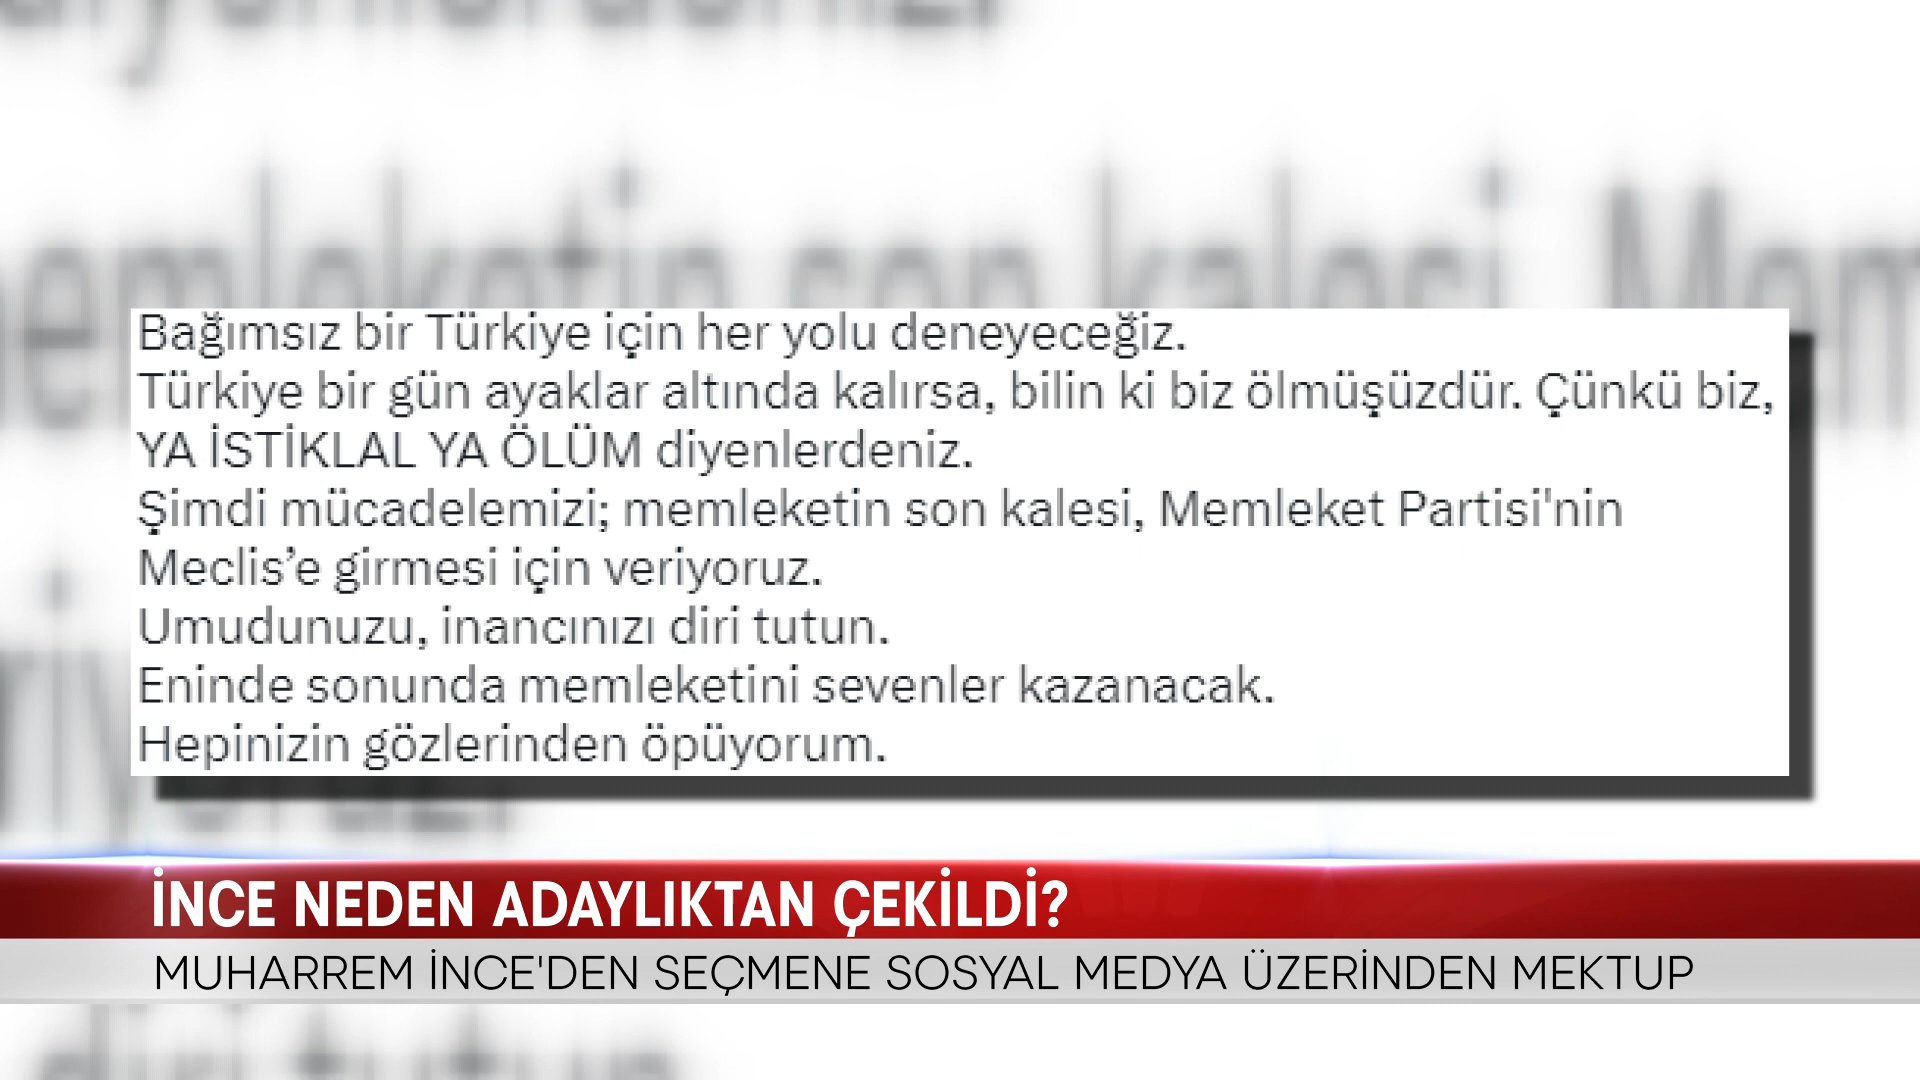 Bağımsız bir Türkiye için her yolu deneyeceğiz.
Türkiye bir gün ayaklar altında kalırsa, bilin ki biz ölmüşüzdür. Çünkü biz,
YA İSTİKLAL YA ÖLÜM diyenlerdeniz.
Şimdi mücadelemizi; memleketin son kalesi, Memleket Partisi'nin
Meclis’e girmesi için veriyoruz.
Umudunuzu, inancınızı diri tutun.
Eninde sonunda memleketini sevenler kazanacak.
Hepinizin gözlerinden öpüyorum.
İNCE NEDEN ADAYLIKTAN ÇEKİLDİ?
MUHARREM İNCE'DEN SEÇMENE SOSYAL MEDYA ÜZERİNDEN MEKTUP